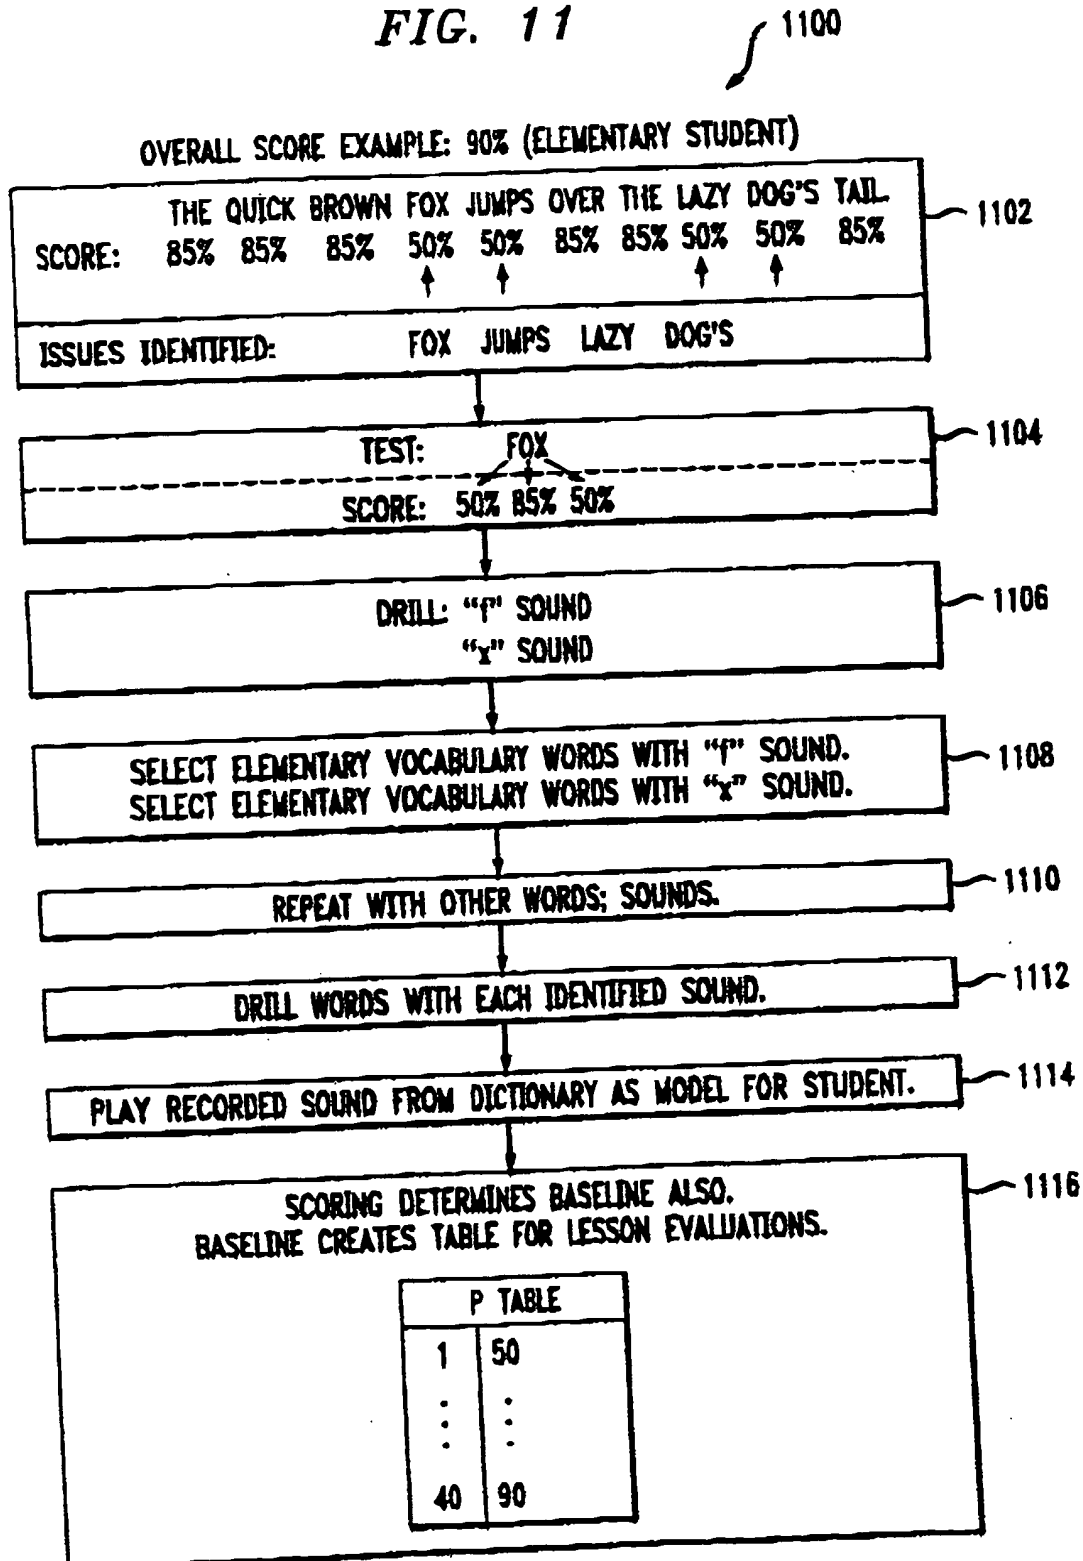 FIG. 11
1100
OVERALL SCORE EXAMPLE: 90% (ELEMENTARY STUDENT)
THE QUICK BROWN FOX JUMPS OVER THE LAZY DOG'S TAIL.
SCORE: 85% 85% 85% 50% 50% 85% 85% 50% 50% 85%
1102
ISSUES IDENTIFIED: FOX JUMPS LAZY DOG'S
TEST: FOX
1104
SCORE: 50% 85% 50%
DRILL: "f" SOUND
1106
"x" SOUND
SELECT ELEMENTARY VOCABULARY WORDS WITH "f" SOUND.
1108
SELECT ELEMENTARY VOCABULARY WORDS WITH "x" SOUND.
REPEAT WITH OTHER WORDS; SOUNDS.
1110
DRILL WORDS WITH EACH IDENTIFIED SOUND.
1112
PLAY RECORDED SOUND FROM DICTIONARY AS MODEL FOR STUDENT.
1114
SCORING DETERMINES BASELINE ALSO.
1116
BASELINE CREATES TABLE FOR LESSON EVALUATIONS.
P TABLE
1 50
40 90